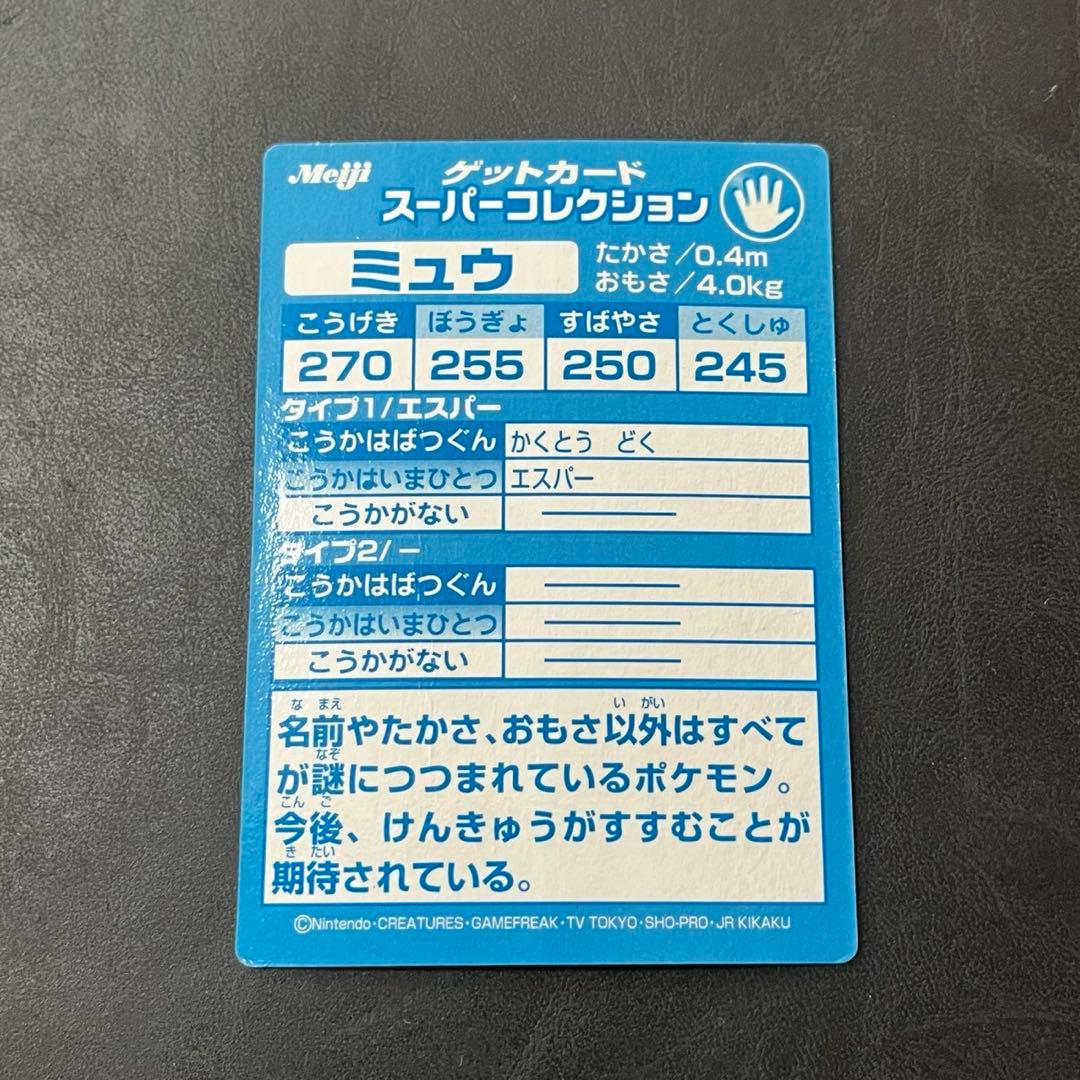 Meiji
ゲットカード
スーパーコレクション
ミュウ
たかさ/0.4m
おもさ/4.0kg
こうげき ぼうぎょ すばやさ とくしゅ
270 255 250 245
タイプ1/エスパー
こうかはばつぐん かくとう どく
こうかはいまひとつ エスパー
こうかがない ―
タイプ2/ー
こうかはばつぐん ―
こうかはいまひとつ ―
こうかがない ―
な まえ い がい
名前やたかさ、おもさ以外はすべて
なぞ
が謎につつまれているポケモン。
こん ご
今後、けんきゅうがすすむことが
き たい
期待されている。
©Nintendo・CREATURES・GAMEFREAK・TV TOKYO・SHO-PRO・JR KIKAKU